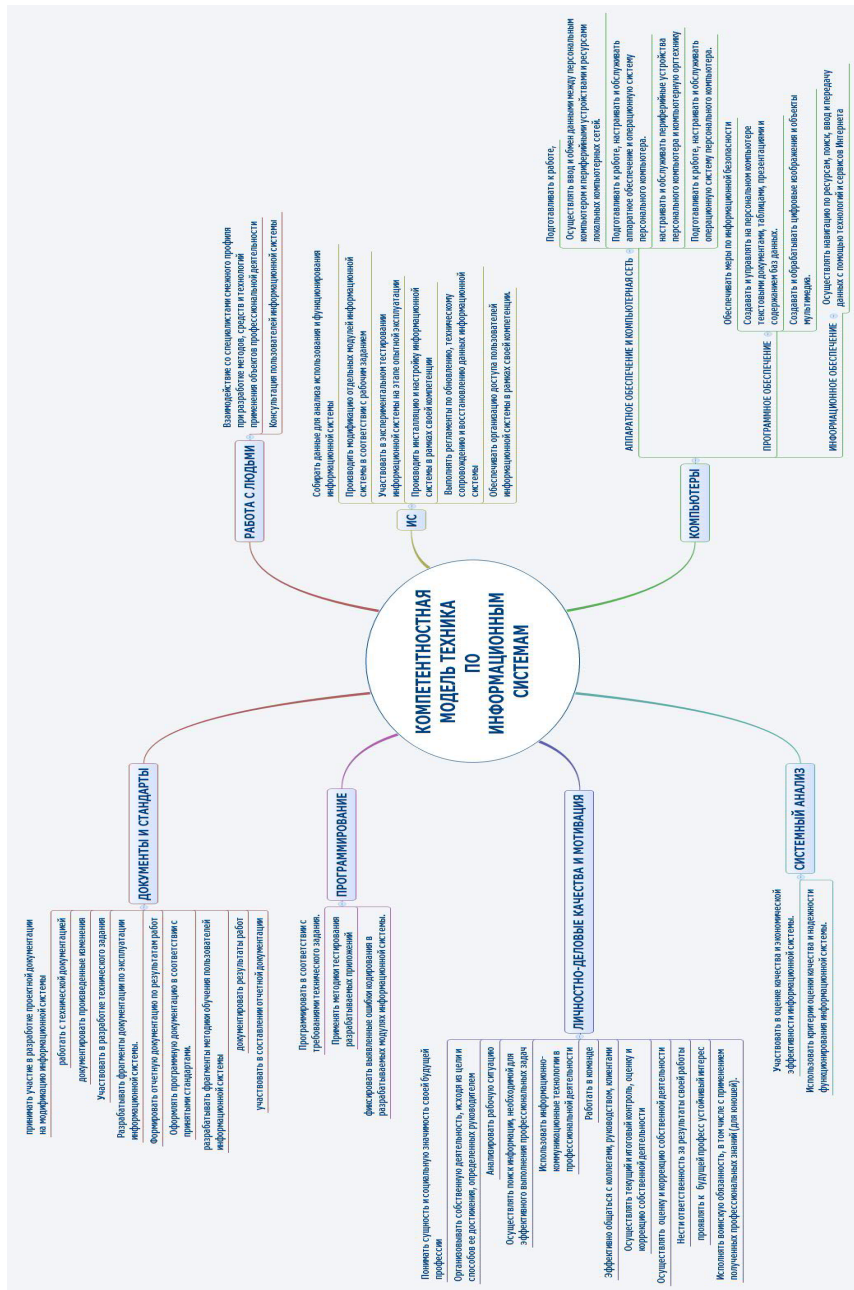 КОМПЕТЕНТНОСТНАЯ
МОДЕЛЬ ТЕХНИКА
ПО
ИНФОРМАЦИОННЫМ
СИСТЕМАМ
РАБОТА С ЛЮДЬМИ
Взаимодействие со специалистами смежного профиля
при разработке методов, средств и технологий
применения объектов профессиональной деятельности
Консультация пользователей информационной системы
ИС
Собирать данные для анализа использования и функционирования
информационной системы
Производить модификацию отдельных модулей информационной
системы в соответствии с рабочим заданием
Участвовать в экспериментальном тестировании
информационной системы на этапе опытной эксплуатации
Производить инсталляцию и настройку информационной
системы в рамках своей компетенции
Выполнять регламенты по обновлению, техническому
сопровождению и восстановлению данных информационной
системы
Обеспечивать организацию доступа пользователей
информационной системы в рамках своей компетенции.
КОМПЬЮТЕРЫ
АППАРАТНОЕ ОБЕСПЕЧЕНИЕ И КОМПЬЮТЕРНАЯ СЕТЬ
Подготавливать к работе,
Осуществлять ввод и обмен данными между персональным
компьютером и периферийными устройствами и ресурсами
локальных компьютерных сетей.
Подготавливать к работе, настраивать и обслуживать
аппаратное обеспечение и операционную систему
персонального компьютера.
настраивать и обслуживать периферийные устройства
персонального компьютера и компьютерную оргтехнику
Подготавливать к работе, настраивать и обслуживать
операционную систему персонального компьютера.
ПРОГРАММНОЕ ОБЕСПЕЧЕНИЕ
Обеспечивать меры по информационной безопасности
Создавать и управлять на персональном компьютере
текстовыми документами, таблицами, презентациями и
содержанием баз данных.
Создавать и обрабатывать цифровые изображения и объекты
мультимедиа.
ИНФОРМАЦИОННОЕ ОБЕСПЕЧЕНИЕ
Осуществлять навигацию по ресурсам, поиск, ввод и передачу
данных с помощью технологий и сервисов Интернета
ДОКУМЕНТЫ И СТАНДАРТЫ
принимать участие в разработке проектной документации
на модификацию информационной системы
работать с технической документацией
документировать произведенные изменения
Участвовать в разработке технического задания
Разрабатывать фрагменты документации по эксплуатации
информационной системы.
Формировать отчетную документацию по результатам работ
Оформлять программную документацию в соответствии с
принятыми стандартами.
разрабатывать фрагменты методики обучения пользователей
информационной системы
документировать результаты работ
участвовать в составлении отчетной документации
ПРОГРАММИРОВАНИЕ
Программировать в соответствии с
требованиями технического задания.
Применять методики тестирования
разрабатываемых приложений
фиксировать выявленные ошибки кодирования в
разрабатываемых модулях информационной системы.
ЛИЧНОСТНО-ДЕЛОВЫЕ КАЧЕСТВА И МОТИВАЦИЯ
Понимать сущность и социальную значимость своей будущей
профессии
Организовывать собственную деятельность, исходя из цели и
способов ее достижения, определенных руководителем
Анализировать рабочую ситуацию
Осуществлять поиск информации, необходимой для
эффективного выполнения профессиональных задач
Использовать информационно-
коммуникационные технологии в
профессиональной деятельности
Работать в команде
Эффективно общаться с коллегами, руководством, клиентами
Осуществлять текущий и итоговый контроль, оценку и
коррекцию собственной деятельности
Осуществлять оценку и коррекцию собственной деятельности
Нести ответственность за результаты своей работы
проявлять к будущей професс устойчивый интерес
Исполнять воинскую обязанность, в том числе с применением
полученных профессиональных знаний (для юношей).
СИСТЕМНЫЙ АНАЛИЗ
Участвовать в оценке качества и экономической
эффективности информационной системы.
Использовать критерии оценки качества и надежности
функционирования информационной системы.